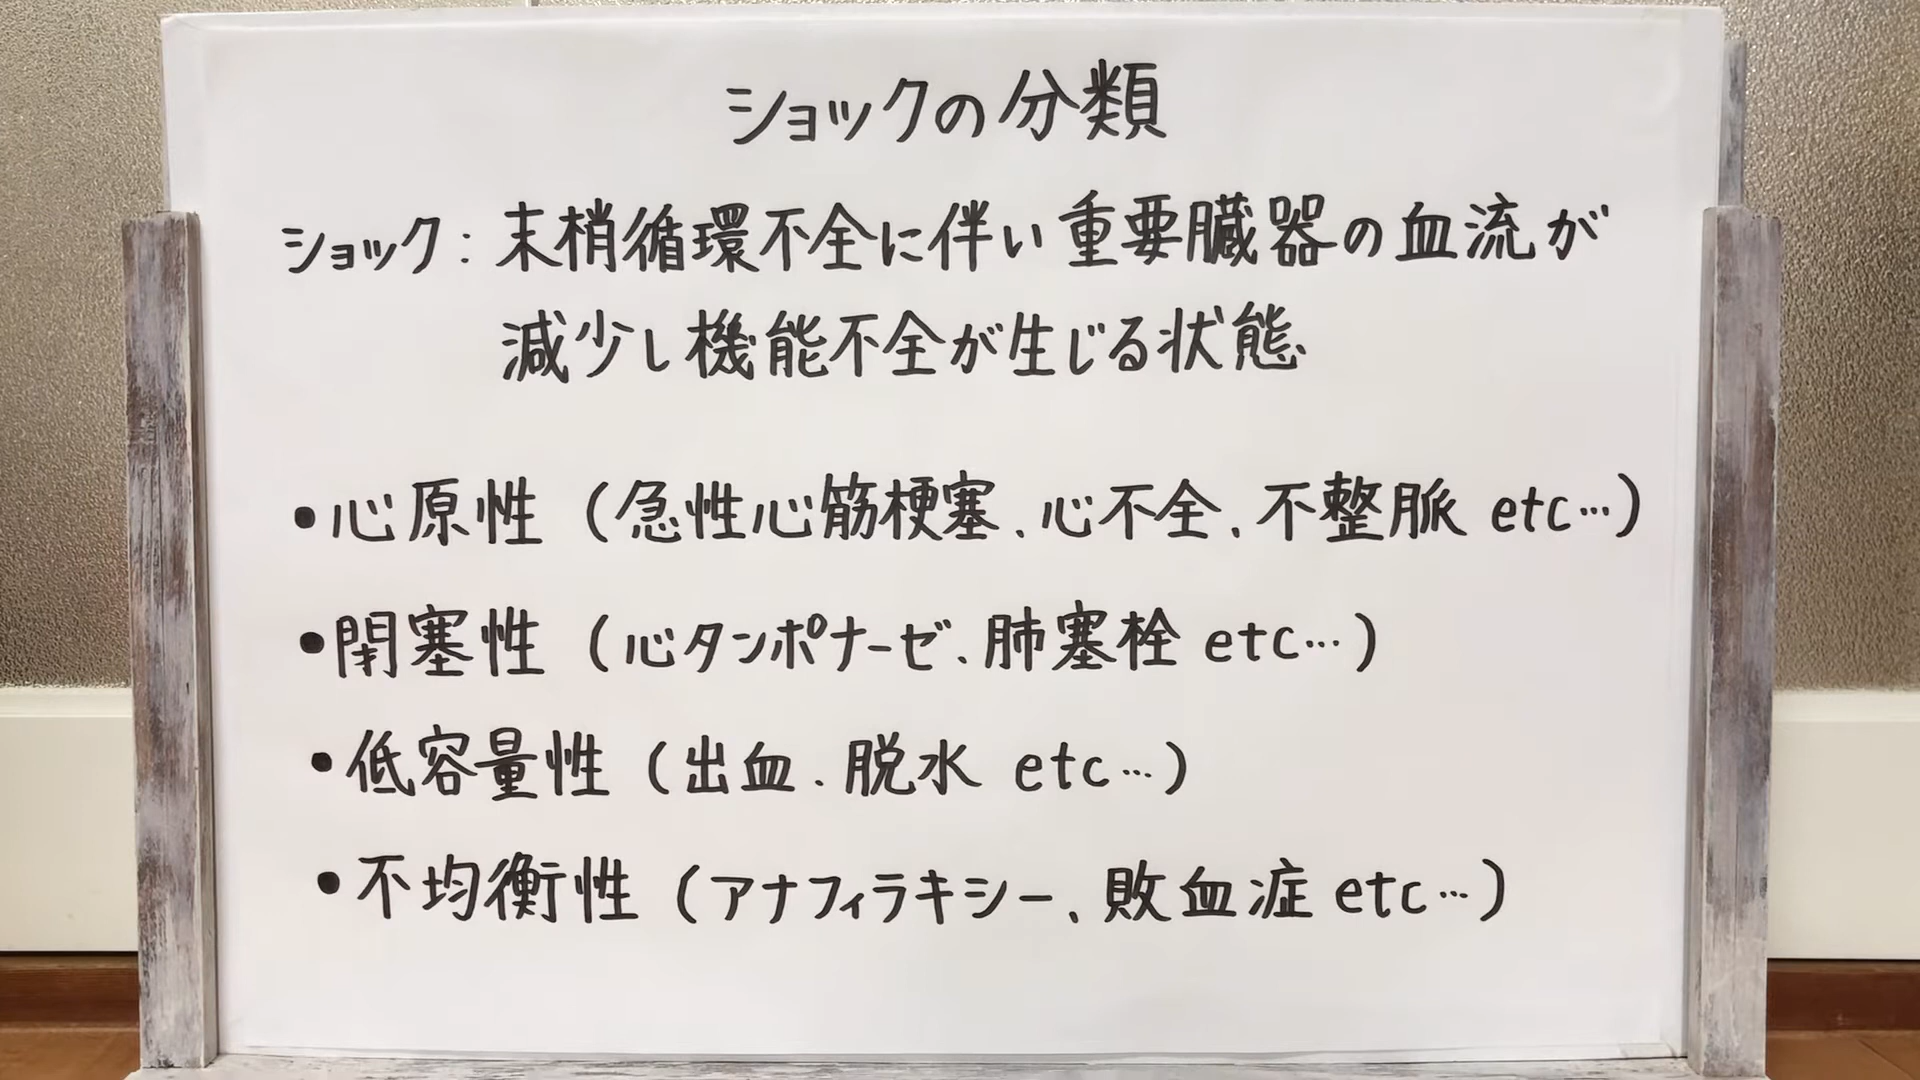 ショックの分類
ショック：末梢循環不全に伴い重要臓器の血流が
減少し機能不全が生じる状態
•心原性（急性心筋梗塞、心不全、不整脈 etc…）
•閉塞性（心タンポナーゼ、肺塞栓 etc…）
•低容量性（出血、脱水 etc…）
•不均衡性（アナフィラキシー、敗血症 etc…）